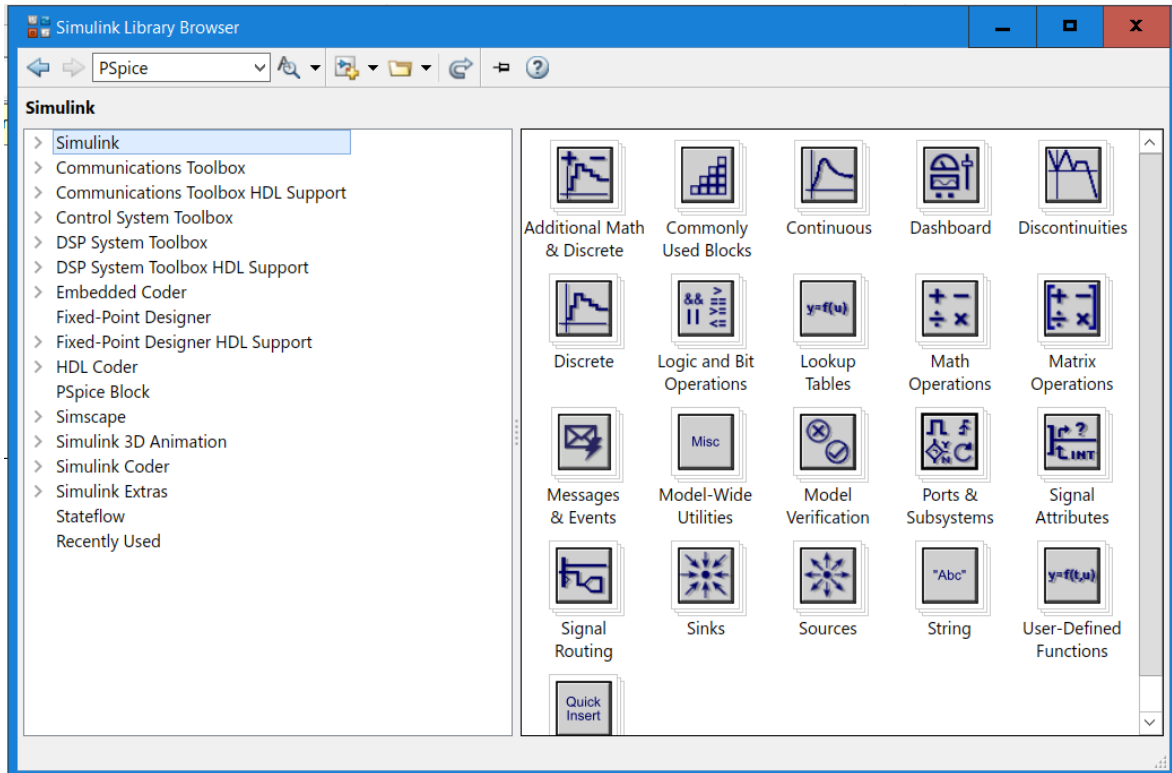 Simulink Library Browser
PSpice
Simulink
Simulink
Communications Toolbox
Communications Toolbox HDL Support
Control System Toolbox
DSP System Toolbox
DSP System Toolbox HDL Support
Embedded Coder
Fixed-Point Designer
Fixed-Point Designer HDL Support
HDL Coder
PSpice Block
Simscape
Simulink 3D Animation
Simulink Coder
Simulink Extras
Stateflow
Recently Used
Additional Math
& Discrete
Commonly
Used Blocks
Continuous
Dashboard
Discontinuities
Discrete
&& >
== 
|| >=
<=
Logic and Bit
Operations
y=f(u)
Lookup
Tables
+ −
÷ ×
Math
Operations
+ −
÷ ×
Matrix
Operations
Messages
& Events
Misc
Model-Wide
Utilities
Model
Verification
Y
N
Ports &
Subsystems
?
INT
Signal
Attributes
Signal
Routing
Sinks
Sources
"Abc"
String
y=f(t,u)
User-Defined
Functions
Quick
Insert